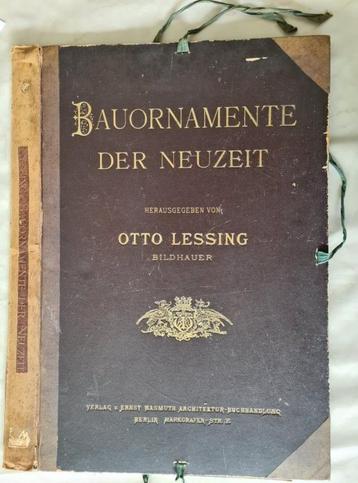 BAUORNAMENTE
DER NEUZEIT
HERAUSGEGEBEN VON
OTTO LESSING
BILDHAUER
VERLAG V. ERNST WASMUTH ARCHITEKTUR-BUCHHANDLUNG
BERLIN MARKGRAFEN-STR.
BAUORNAMENTE DER NEUZEIT